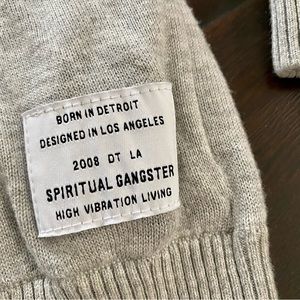 BORN IN DETROIT
DESIGNED IN LOS ANGELES
2008 DT LA
SPIRITUAL GANGSTER
HIGH VIBRATION LIVING